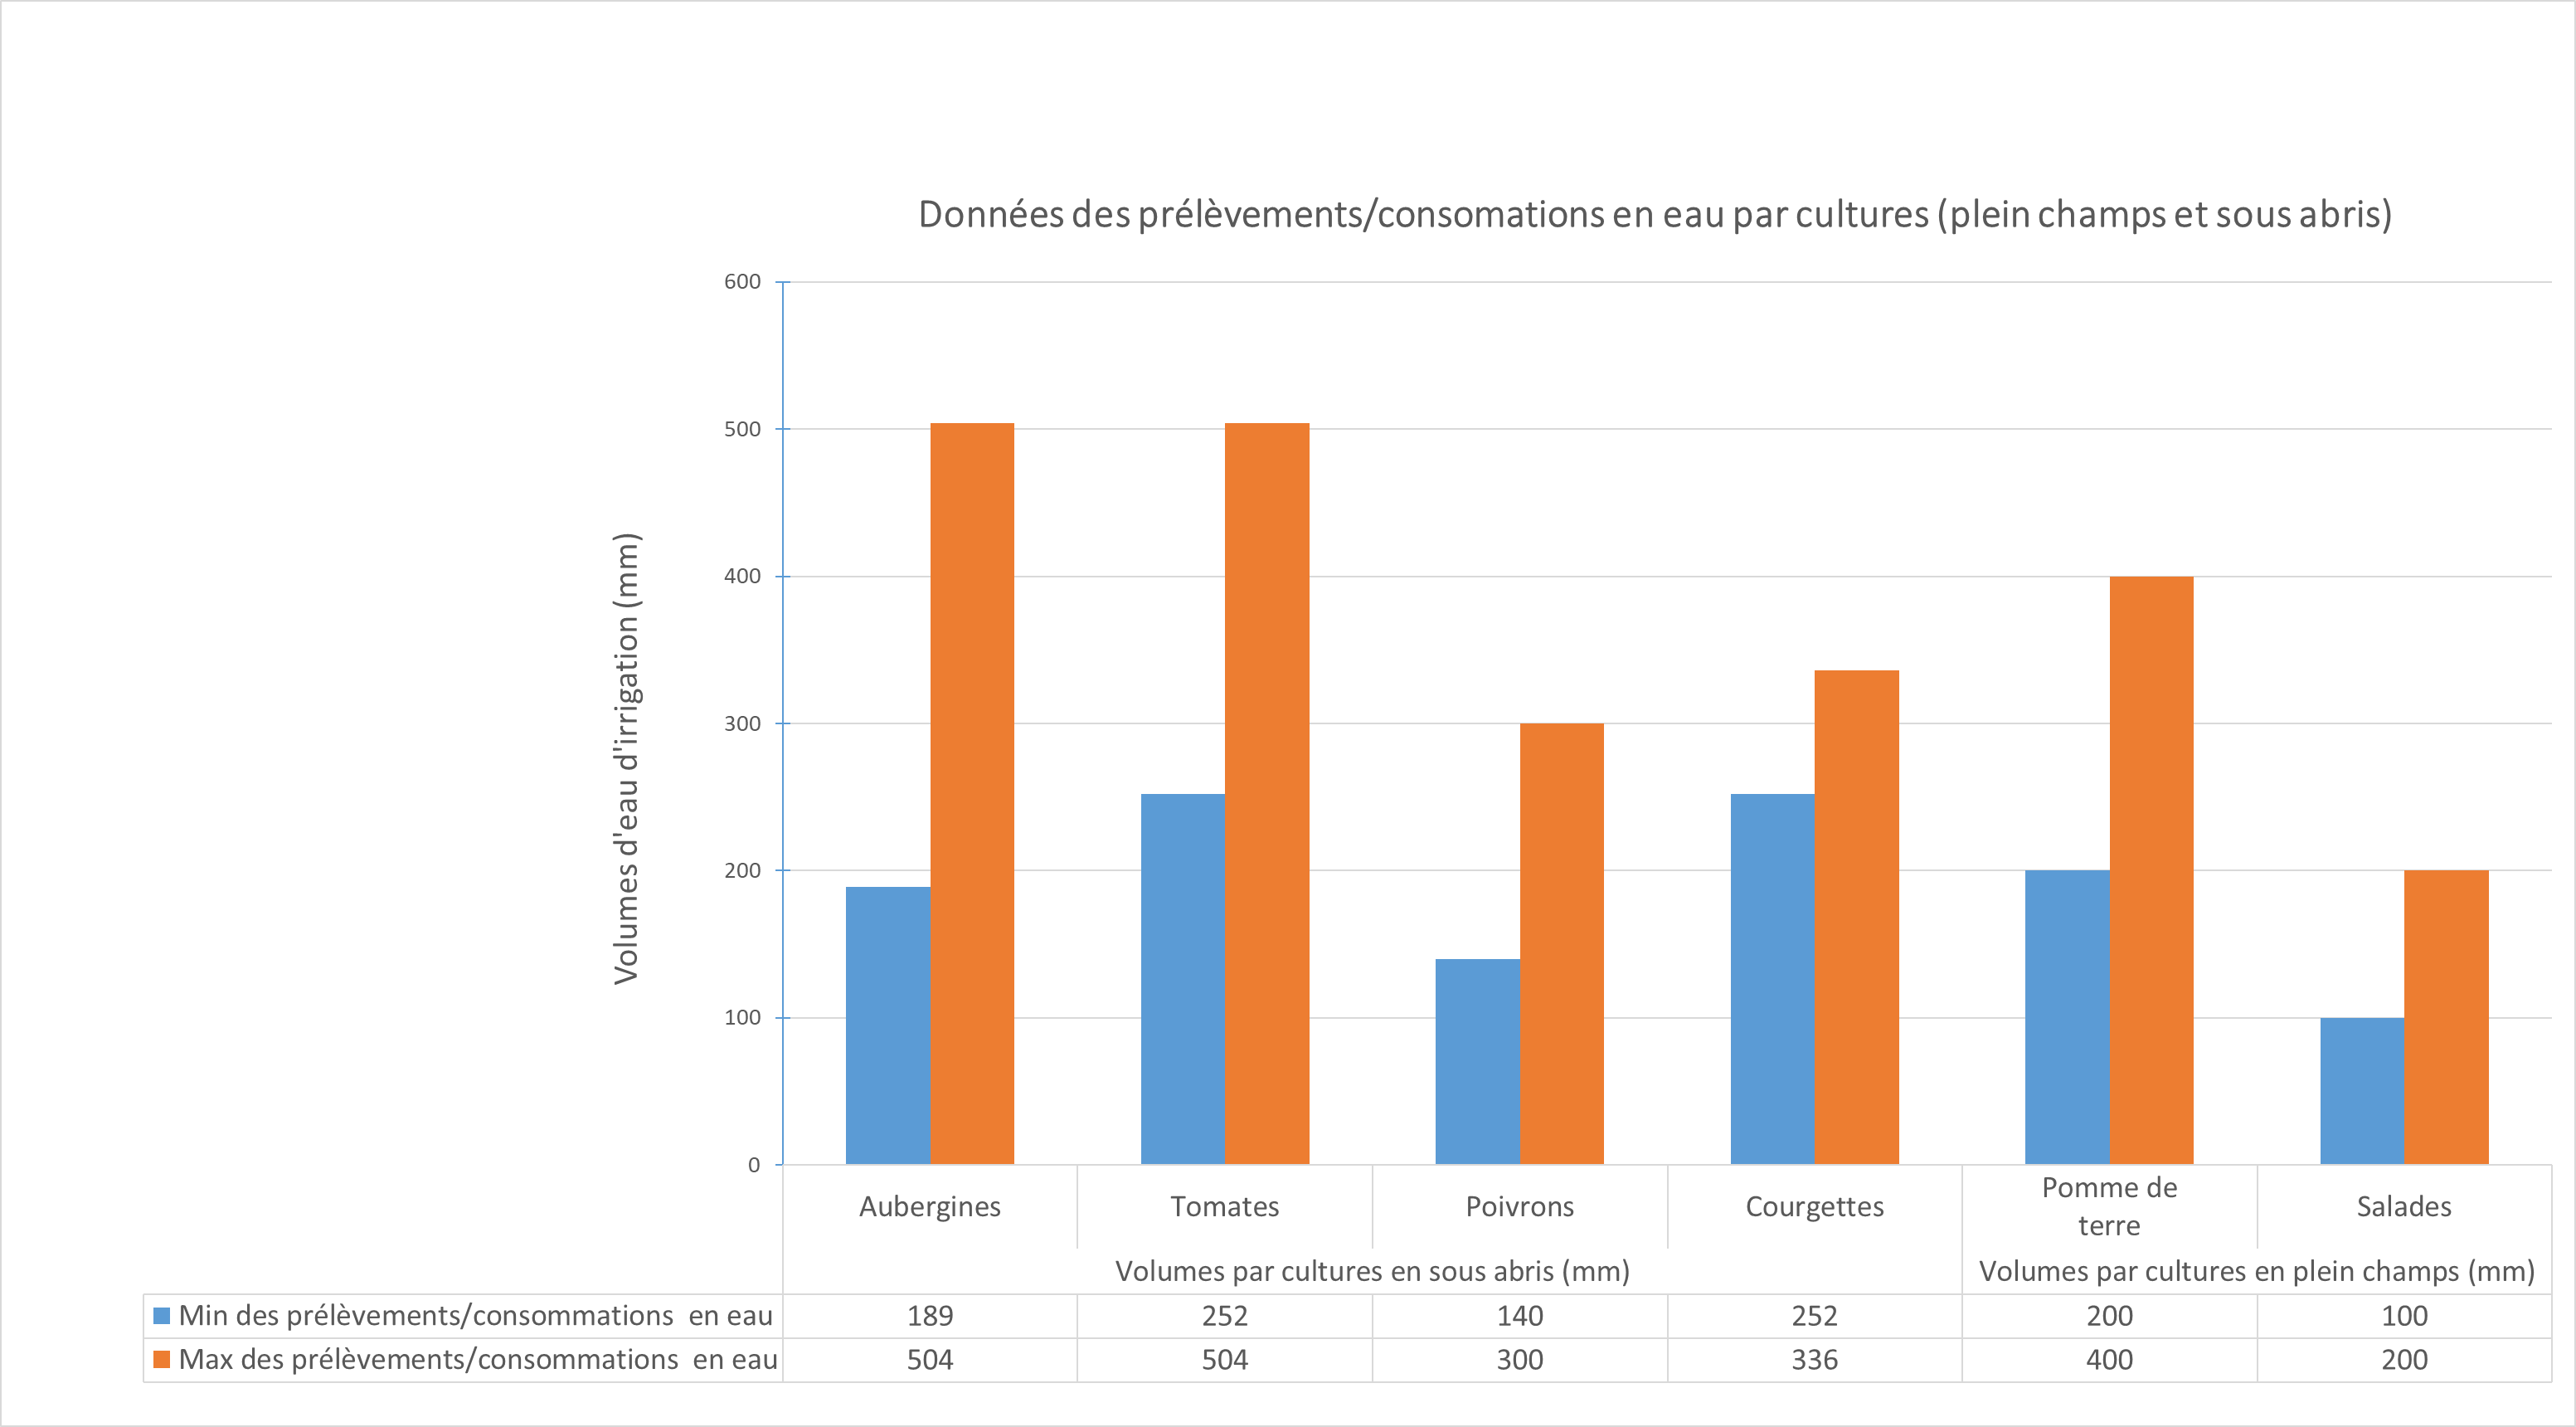 Données des prélèvements/consomations en eau par cultures (plein champs et sous abris)
600
500
400
300
200
100
0
Volumes d'eau d'irrigation (mm)
Aubergines Tomates Poivrons Courgettes Pomme de terre Salades
Volumes par cultures en sous abris (mm) Volumes par cultures en plein champs (mm)
Min des prélèvements/consommations en eau 189 252 140 252 200 100
Max des prélèvements/consommations en eau 504 504 300 336 400 200